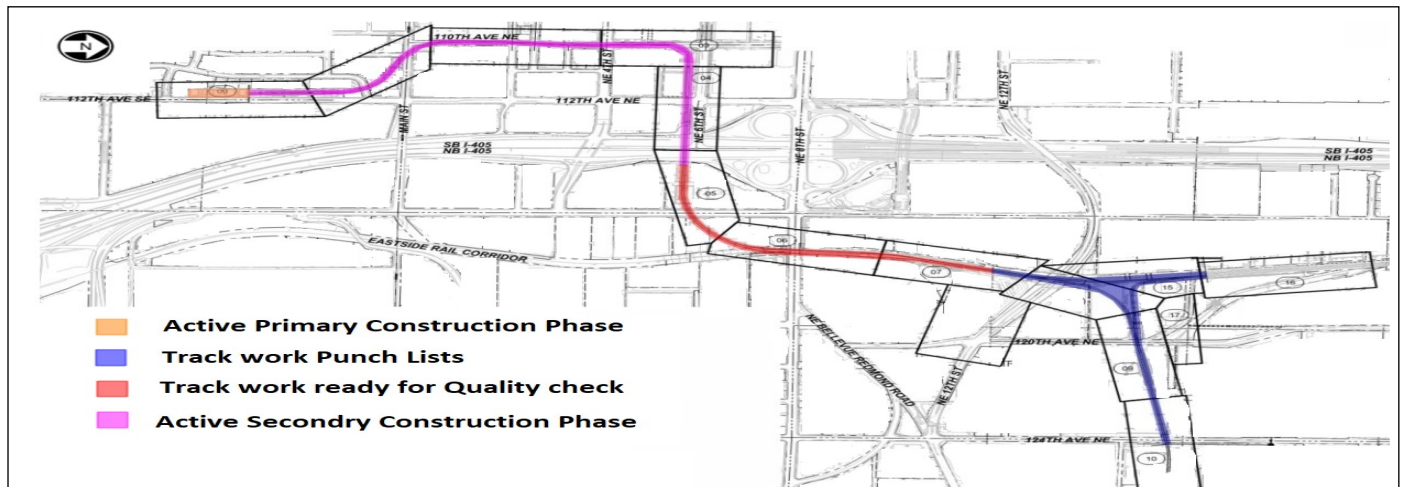 N
110TH AVE NE
03
04
NE 4TH ST
NE 6TH ST
NE 12TH ST
112TH AVE SE
112TH AVE NE
MAIN ST
NE 8TH ST
SB I-405
NB I-405
SB I-405
NB I-405
05
06
EASTSIDE RAIL CORRIDOR
07
15
16
17
Active Primary Construction Phase
Track work Punch Lists
Track work ready for Quality check
Active Secondry Construction Phase
NE BELLEVUE REDMOND ROAD
NE 12TH ST
120TH AVE NE
09
124TH AVE NE
10